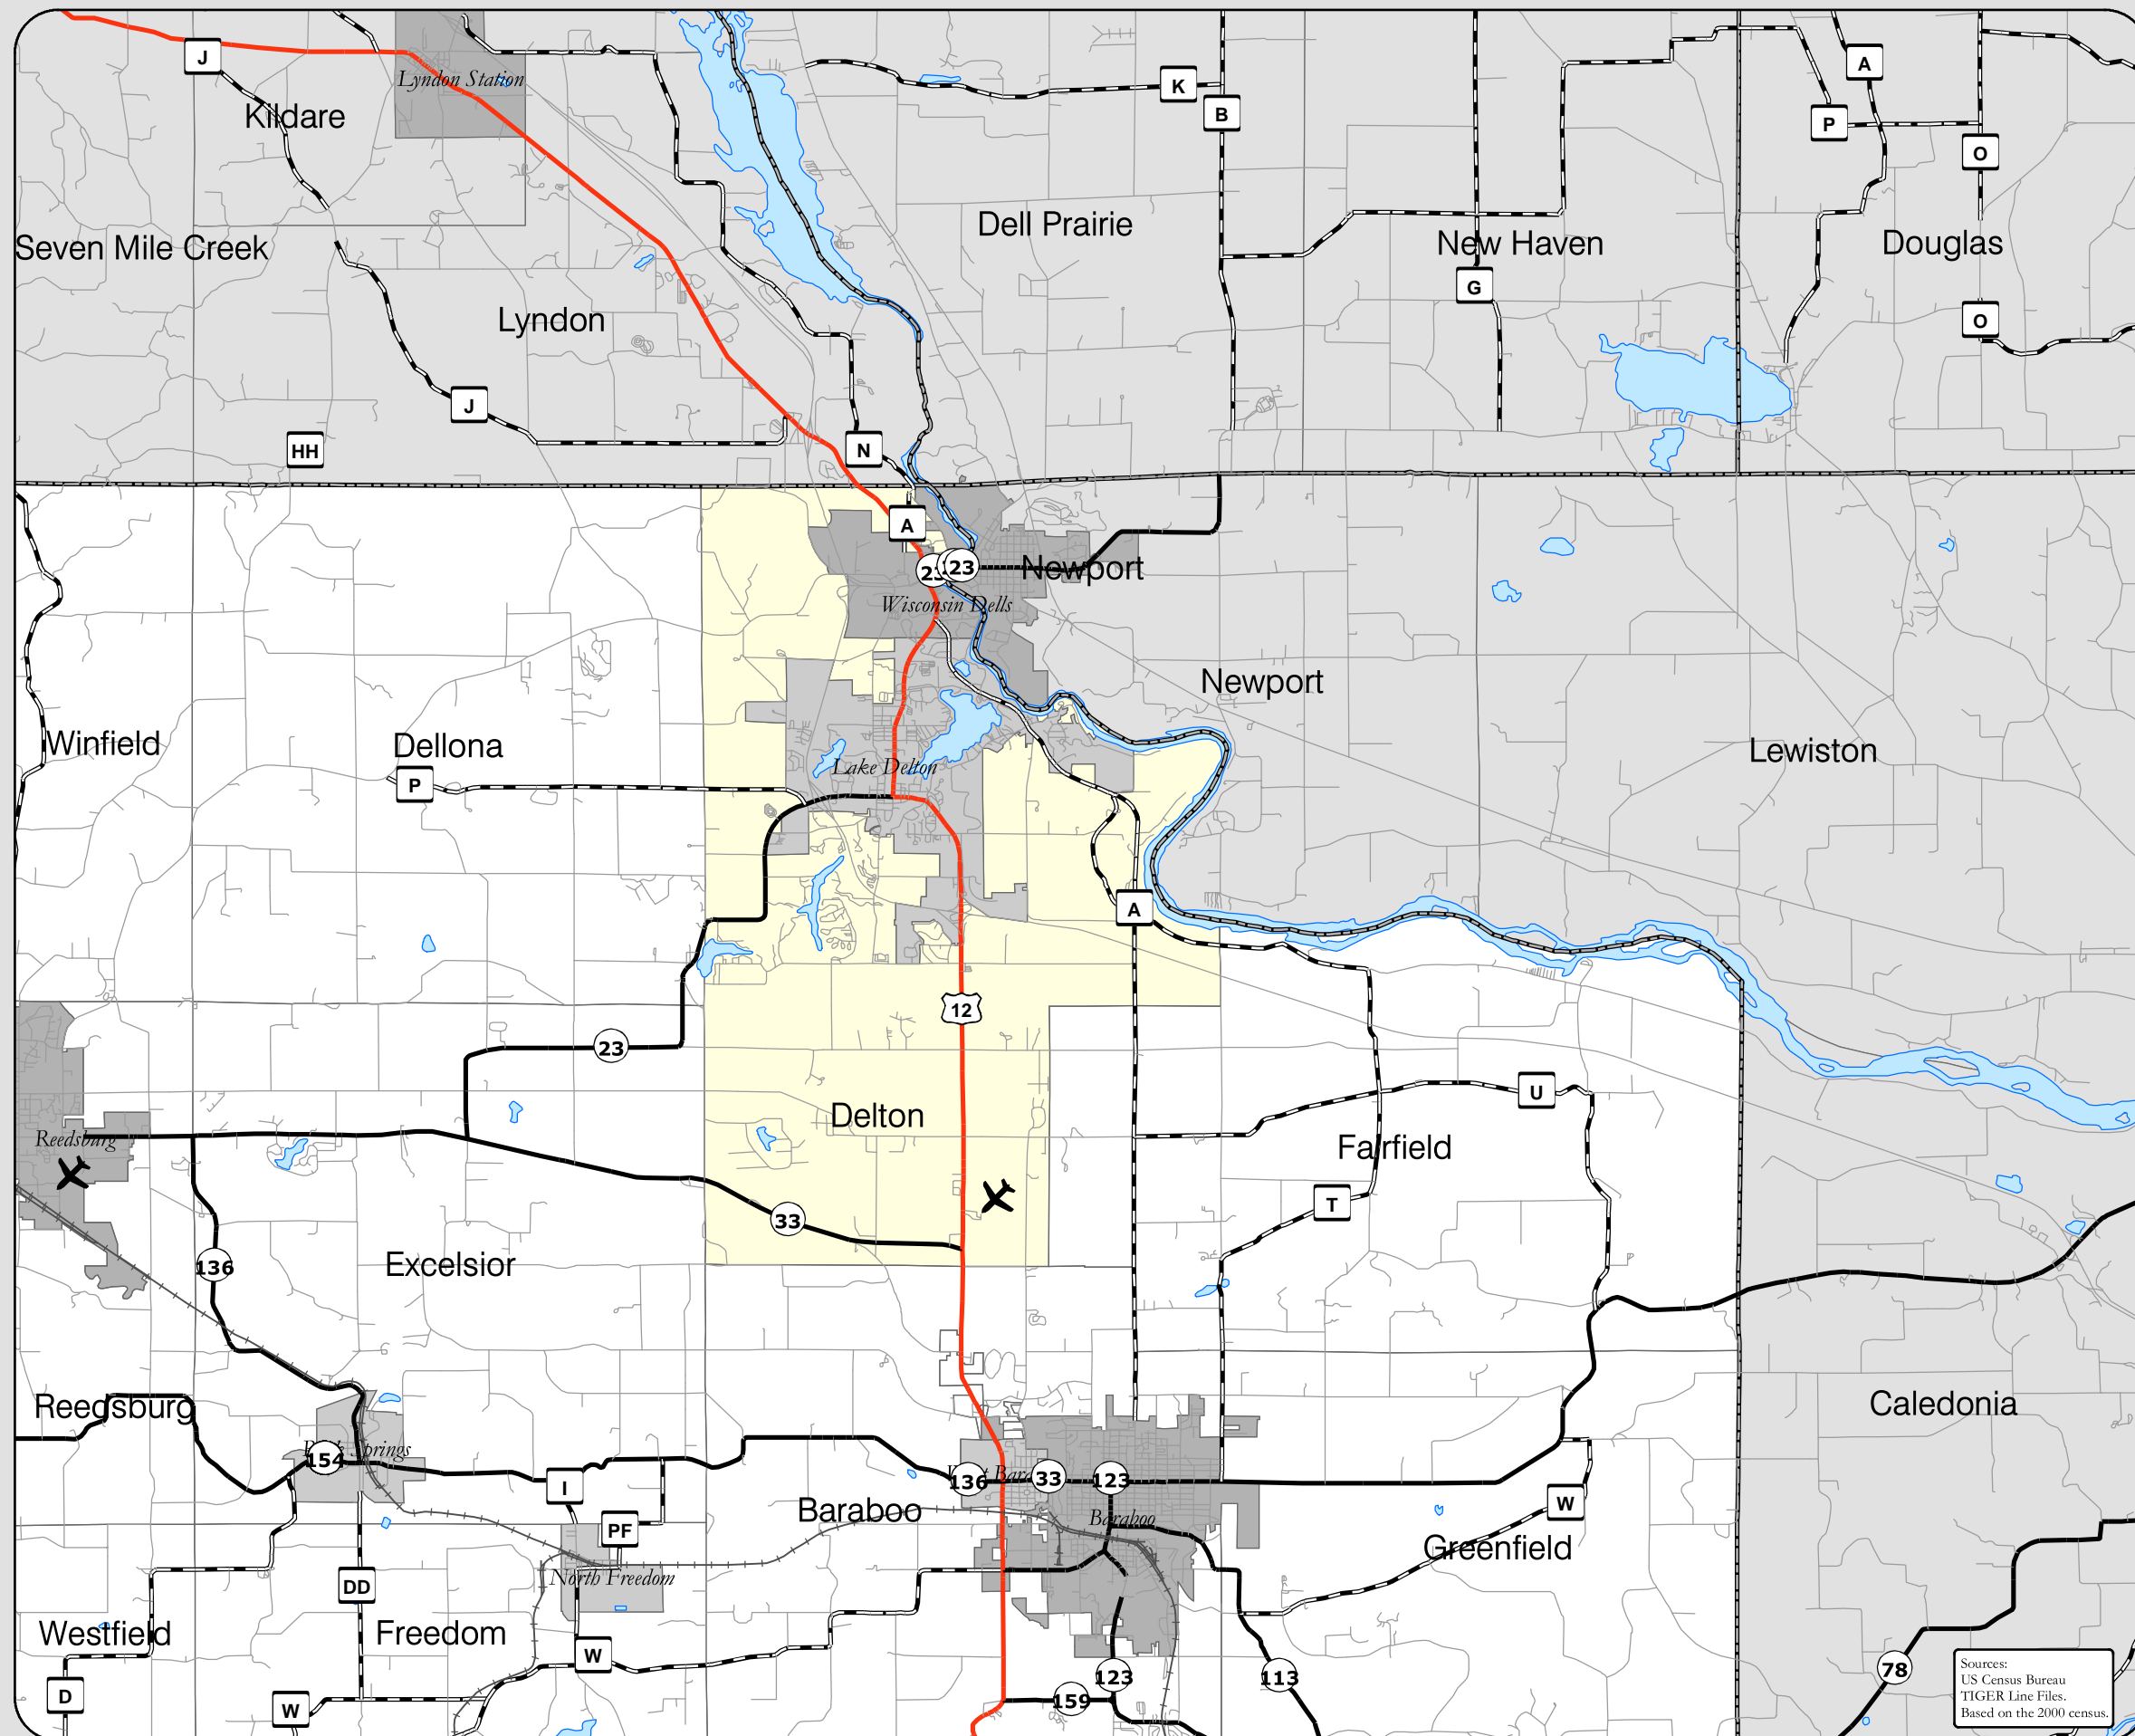 J
Lyndon Station
Kildare
K
B
A
P
O
Dell Prairie
New Haven
Douglas
Seven Mile Creek
G
Lyndon
O
J
HH
N
A
23
23
Newport
Wisconsin Dells
Newport
Winfield
Dellona
Lewiston
P
Lake Delton
A
12
23
U
Delton
Reedsburg
Fairfield
T
33
136
Excelsior
Reedsburg
Caledonia
Springs
154
136
33
123
I
W
Baraboo
PF
Baraboo
Greenfield
North Freedom
DD
Westfield
Freedom
W
D
W
123
159
113
78
Sources:
US Census Bureau
TIGER Line Files.
Based on the 2000 census.